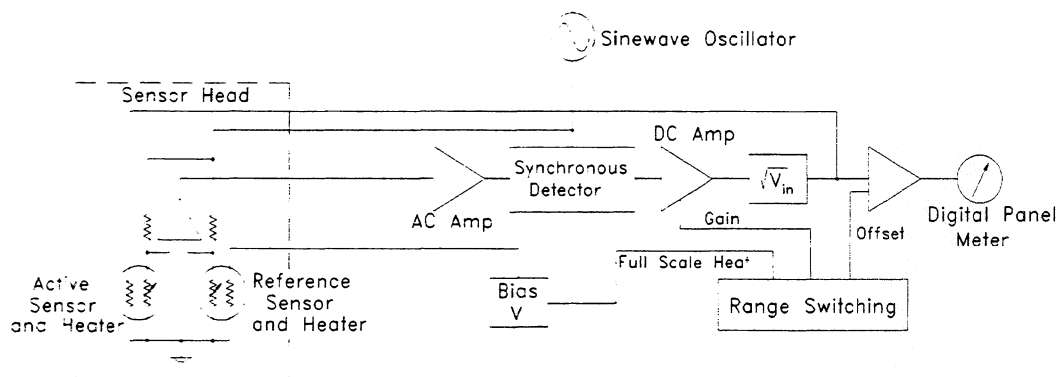 Sinewave Oscillator
Sensor Head
DC Amp
Synchronous
Detector
√Vin
AC Amp
Gain
Offset
Digital Panel
Meter
Full Scale Heat
Active
Sensor
and Heater
Reference
Sensor
and Heater
Bias
V
Range Switching